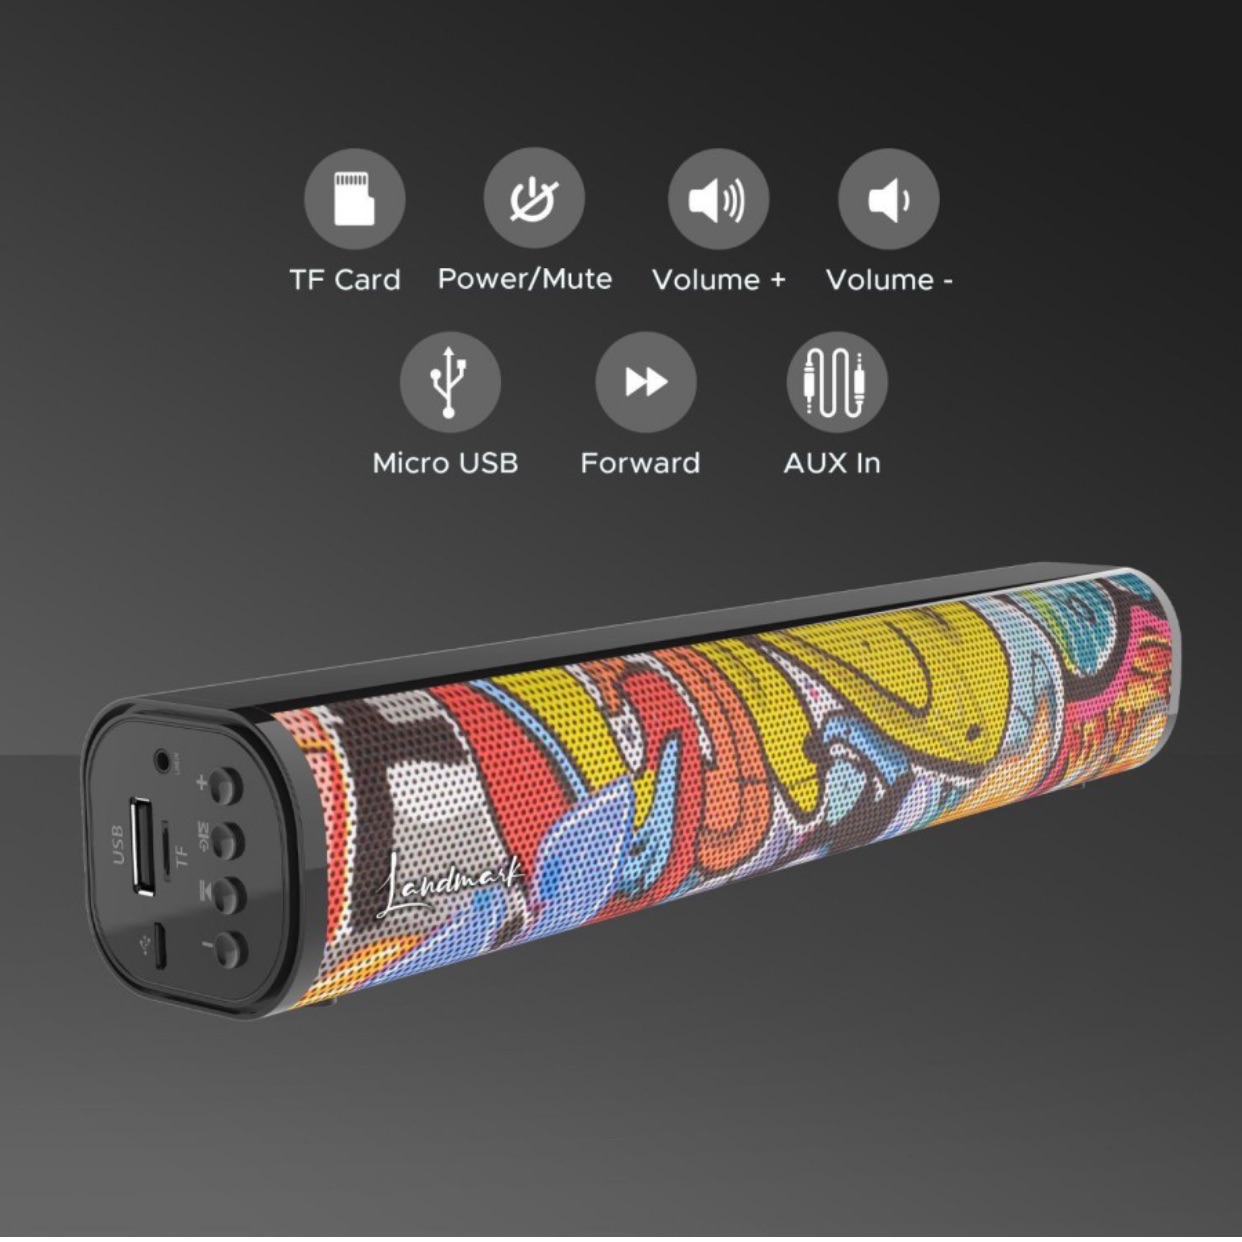 TF Card Power/Mute Volume + Volume -
Micro USB Forward AUX In
USB
TF
+
-
Landmark